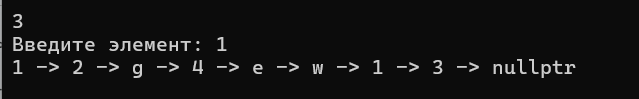 3
Введите элемент: 1
1 -> 2 -> g -> 4 -> e -> w -> 1 -> 3 -> nullptr